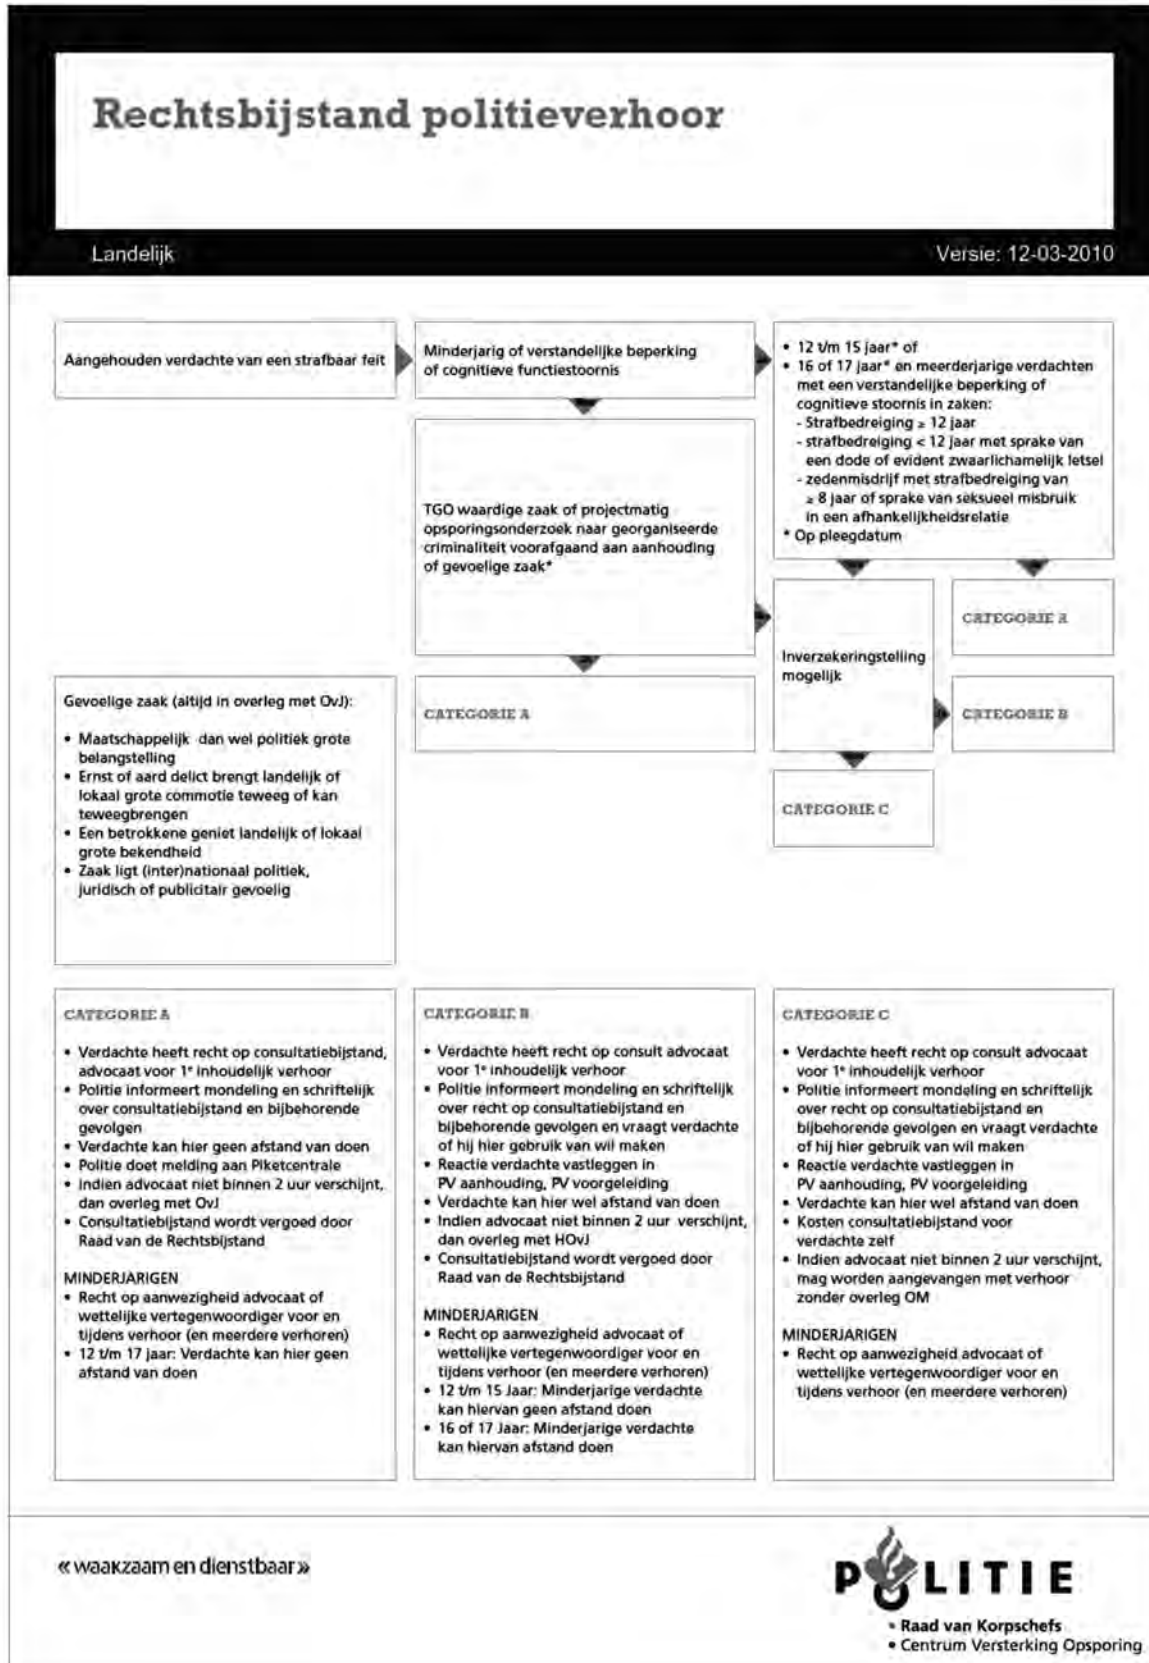 Rechtsbijstand politieverhoor
Landelijk
Versie: 12-03-2010
Aangehouden verdachte van een strafbaar feit
Minderjarig of verstandelijke beperking
of cognitieve functiestoornis
• 12 t/m 15 jaar* of
• 16 of 17 jaar* en meerderjarige verdachten
met een verstandelijke beperking of
cognitieve stoornis in zaken:
- Strafbedreiging ≥ 12 jaar
- strafbedreiging < 12 jaar met sprake van
een dode of evident zwaarlichamelijk letsel
- zedenmisdrijf met strafbedreiging van
≥ 8 jaar of sprake van seksueel misbruik
in een afhankelijkheidsrelatie
* Op pleegdatum
TGO waardige zaak of projectmatig
opsporingsonderzoek naar georganiseerde
criminaliteit voorafgaand aan aanhouding
of gevoelige zaak*
CATEGORIE A
Inverzekeringstelling
mogelijk
CATEGORIE A
CATEGORIE B
CATEGORIE C
Gevoelige zaak (altijd in overleg met OvJ):
• Maatschappelijk dan wel politiek grote
belangstelling
• Ernst of aard delict brengt landelijk of
lokaal grote commotie teweeg of kan
teweegbrengen
• Een betrokkene geniet landelijk of lokaal
grote bekendheid
• Zaak ligt (inter)nationaal politiek,
juridisch of publicitair gevoelig
CATEGORIE A
• Verdachte heeft recht op consultatiebijstand,
advocaat voor 1e inhoudelijk verhoor
• Politie informeert mondeling en schriftelijk
over consultatiebijstand en bijbehorende
gevolgen
• Verdachte kan hier geen afstand van doen
• Politie doet melding aan Piketcentrale
• Indien advocaat niet binnen 2 uur verschijnt,
dan overleg met OvJ
• Consultatiebijstand wordt vergoed door
Raad van de Rechtsbijstand
MINDERJARIGEN
• Recht op aanwezigheid advocaat of
wettelijke vertegenwoordiger voor en
tijdens verhoor (en meerdere verhoren)
• 12 t/m 17 jaar: Verdachte kan hier geen
afstand van doen
CATEGORIE B
• Verdachte heeft recht op consult advocaat
voor 1e inhoudelijk verhoor
• Politie informeert mondeling en schriftelijk
over recht op consultatiebijstand en
bijbehorende gevolgen en vraagt verdachte
of hij hier gebruik van wil maken
• Reactie verdachte vastleggen in
PV aanhouding, PV voorgeleiding
• Verdachte kan hier wel afstand van doen
• Indien advocaat niet binnen 2 uur verschijnt,
dan overleg met HOvJ
• Consultatiebijstand wordt vergoed door
Raad van de Rechtsbijstand
MINDERJARIGEN
• Recht op aanwezigheid advocaat of
wettelijke vertegenwoordiger voor en
tijdens verhoor (en meerdere verhoren)
• 12 t/m 15 Jaar: Minderjarige verdachte
kan hiervan geen afstand doen
• 16 of 17 Jaar: Minderjarige verdachte
kan hiervan afstand doen
CATEGORIE C
• Verdachte heeft recht op consult advocaat
voor 1e inhoudelijk verhoor
• Politie informeert mondeling en schriftelijk
over recht op consultatiebijstand en
bijbehorende gevolgen en vraagt verdachte
of hij hier gebruik van wil maken
• Reactie verdachte vastleggen in
PV aanhouding, PV voorgeleiding
• Verdachte kan hier wel afstand van doen
• Kosten consultatiebijstand voor
verdachte zelf
• Indien advocaat niet binnen 2 uur verschijnt,
mag worden aangevangen met verhoor
zonder overleg OM
MINDERJARIGEN
• Recht op aanwezigheid advocaat of
wettelijke vertegenwoordiger voor en
tijdens verhoor (en meerdere verhoren)
«waakzaam en dienstbaar»
POLITIE
• Raad van Korpschefs
• Centrum Versterking Opsporing